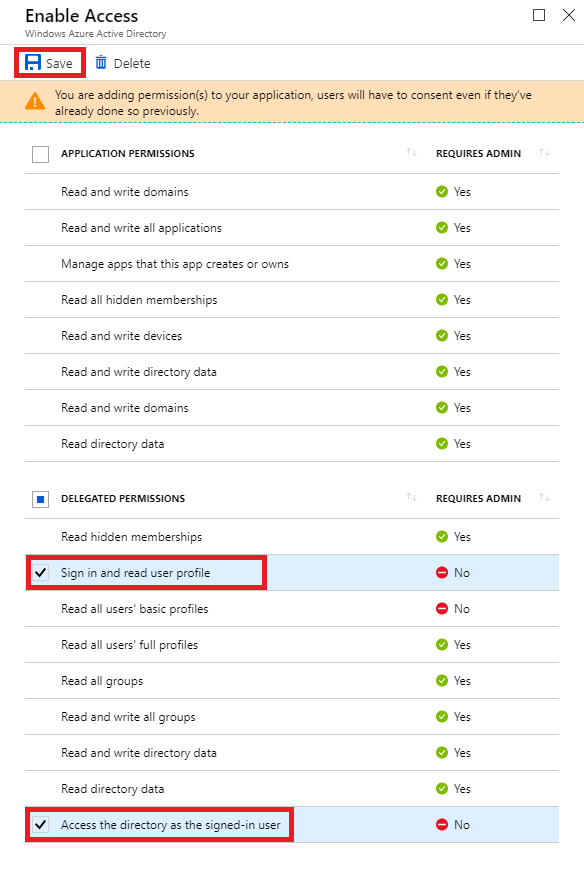 Enable Access
Windows Azure Active Directory
Save Delete
You are adding permission(s) to your application, users will have to consent even if they've
already done so previously.
APPLICATION PERMISSIONS REQUIRES ADMIN
Read and write domains Yes
Read and write all applications Yes
Manage apps that this app creates or owns Yes
Read all hidden memberships Yes
Read and write devices Yes
Read and write directory data Yes
Read and write domains Yes
Read directory data Yes
DELEGATED PERMISSIONS REQUIRES ADMIN
Read hidden memberships Yes
Sign in and read user profile No
Read all users' basic profiles No
Read all users' full profiles Yes
Read all groups Yes
Read and write all groups Yes
Read and write directory data Yes
Read directory data Yes
Access the directory as the signed-in user No